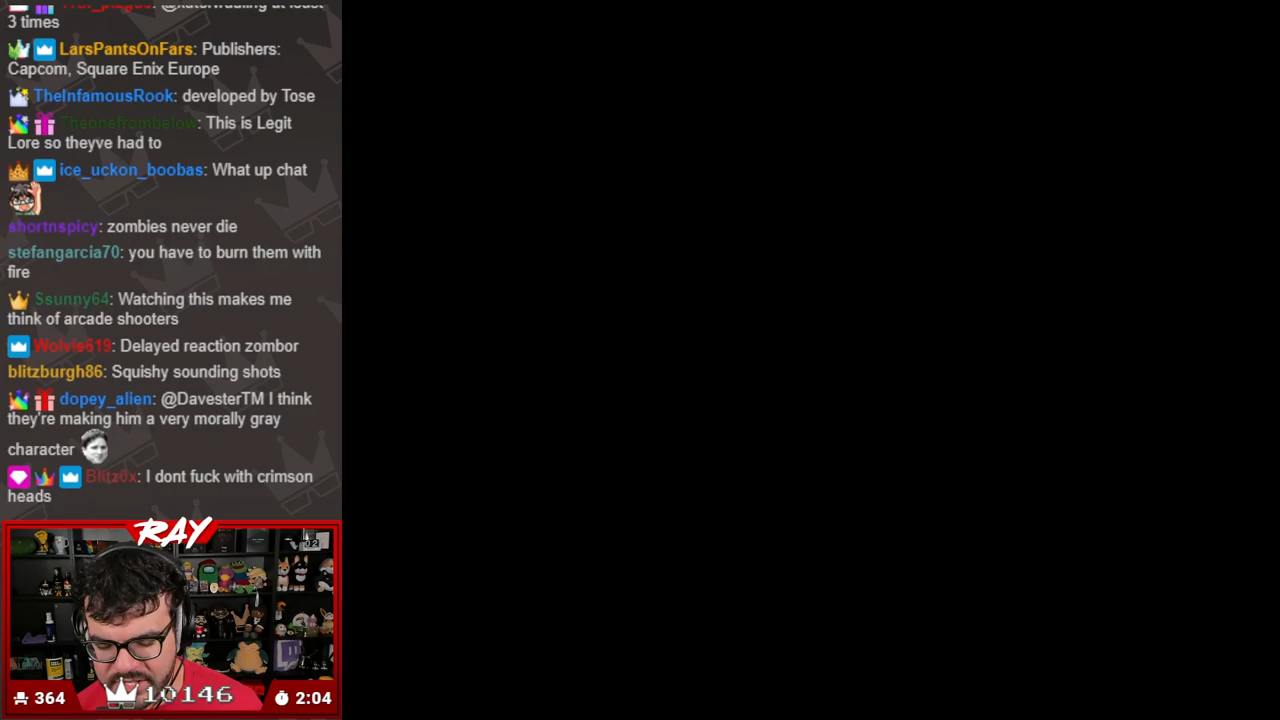 3 times
LarsPantsOnFars: Publishers:
Capcom, Square Enix Europe
TheInfamousRook: developed by Tose
Theonefrombelow: This is Legit
Lore so theyve had to
ice_uckon_boobas: What up chat
shortnspicy: zombies never die
stefangarcia70: you have to burn them with
fire
Ssunny64: Watching this makes me
think of arcade shooters
Wolvie619: Delayed reaction zombor
blitzburgh86: Squishy sounding shots
dopey_alien: @DavesterTM I think
they're making him a very morally gray
character
Blitz0x: I dont fuck with crimson
heads
RAY
364
10146
2:04